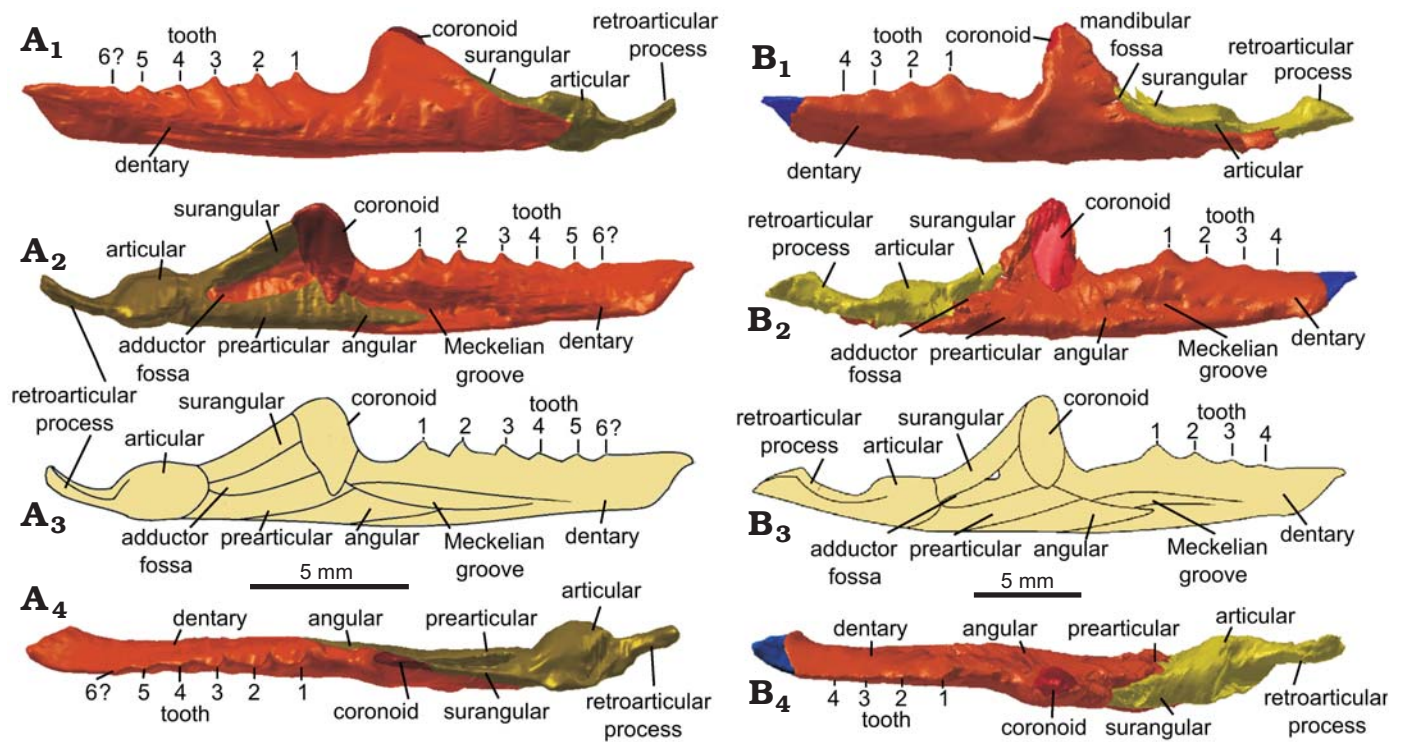 A1
tooth
6? 5 4 3 2 1
coronoid
surangular
articular
retroarticular
process
dentary
A2
surangular
articular
coronoid
tooth
1 2 3 4 5 6?
adductor
fossa
prearticular
angular
Meckelian
groove
dentary
retroarticular
process
A3
surangular
articular
coronoid
tooth
1 2 3 4 5 6?
adductor
fossa
prearticular
angular
Meckelian
groove
dentary
5 mm
A4
dentary
angular
prearticular
articular
6? 5 4 3 2 1
tooth
coronoid
surangular
retroarticular
process
B1
tooth
4 3 2 1
coronoid
mandibular
fossa
surangular
retroarticular
process
dentary
articular
B2
retroarticular
process
surangular
articular
coronoid
tooth
1 2 3 4
adductor
fossa
prearticular
angular
Meckelian
groove
dentary
B3
retroarticular
process
surangular
articular
coronoid
tooth
1 2 3 4
adductor
fossa
prearticular
angular
Meckelian
groove
dentary
5 mm
B4
dentary
angular
prearticular
articular
4 3 2 1
tooth
coronoid
surangular
retroarticular
process